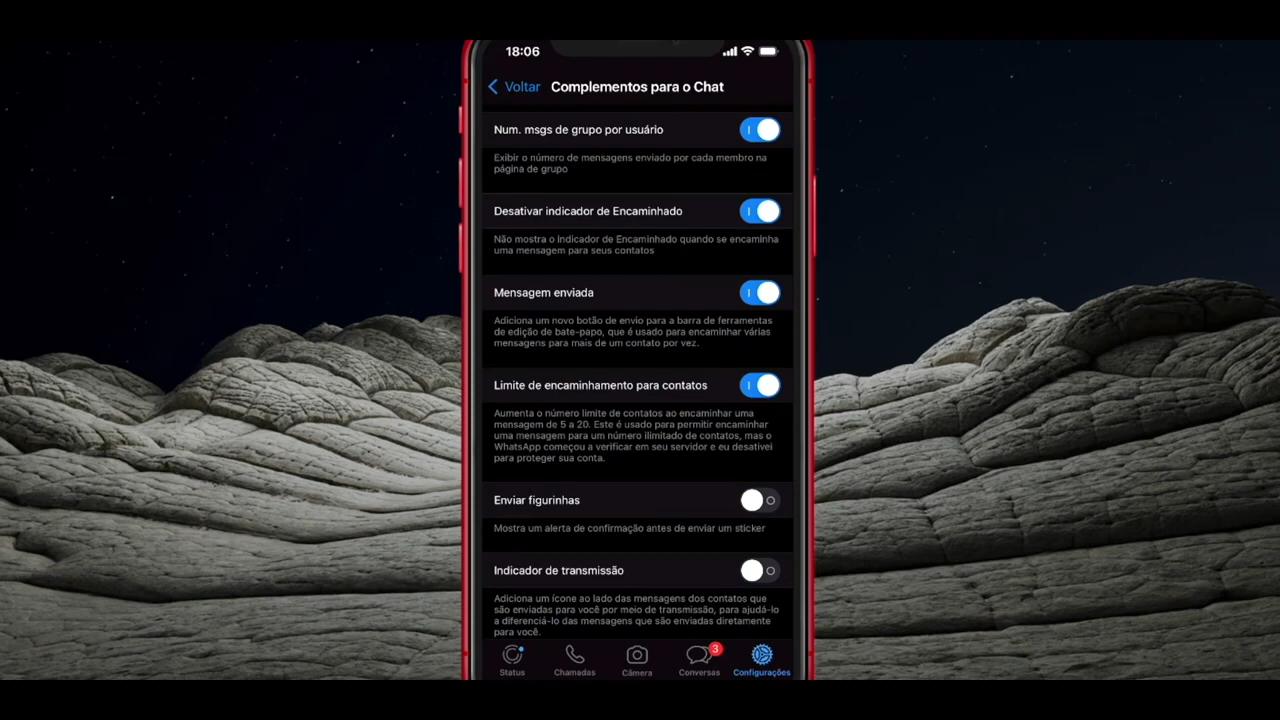 18:06
Voltar Complementos para o Chat
Num. msgs de grupo por usuário
Exibir o número de mensagens enviado por cada membro na
página de grupo
Desativar indicador de Encaminhado
Não mostra o indicador de Encaminhado quando se encaminha
uma mensagem para seus contatos
Mensagem enviada
Adiciona um novo botão de envio para a barra de ferramentas
de edição de bate-papo, que é usado para encaminhar várias
mensagens para mais de um contato por vez.
Limite de encaminhamento para contatos
Aumenta o número limite de contatos ao encaminhar uma
mensagem de 5 a 20. Este é usado para permitir encaminhar
uma mensagem para um número ilimitado de contatos, mas o
WhatsApp começou a verificar em seu servidor e eu desativei
para proteger sua conta.
Enviar figurinhas
Mostra um alerta de confirmação antes de enviar um sticker
Indicador de transmissão
Adiciona um ícone ao lado das mensagens dos contatos que
são enviadas para você por meio de transmissão, para ajudá-lo
a diferenciá-lo das mensagens que são enviadas diretamente
para você.
3
Status Chamadas Câmera Conversas Configurações